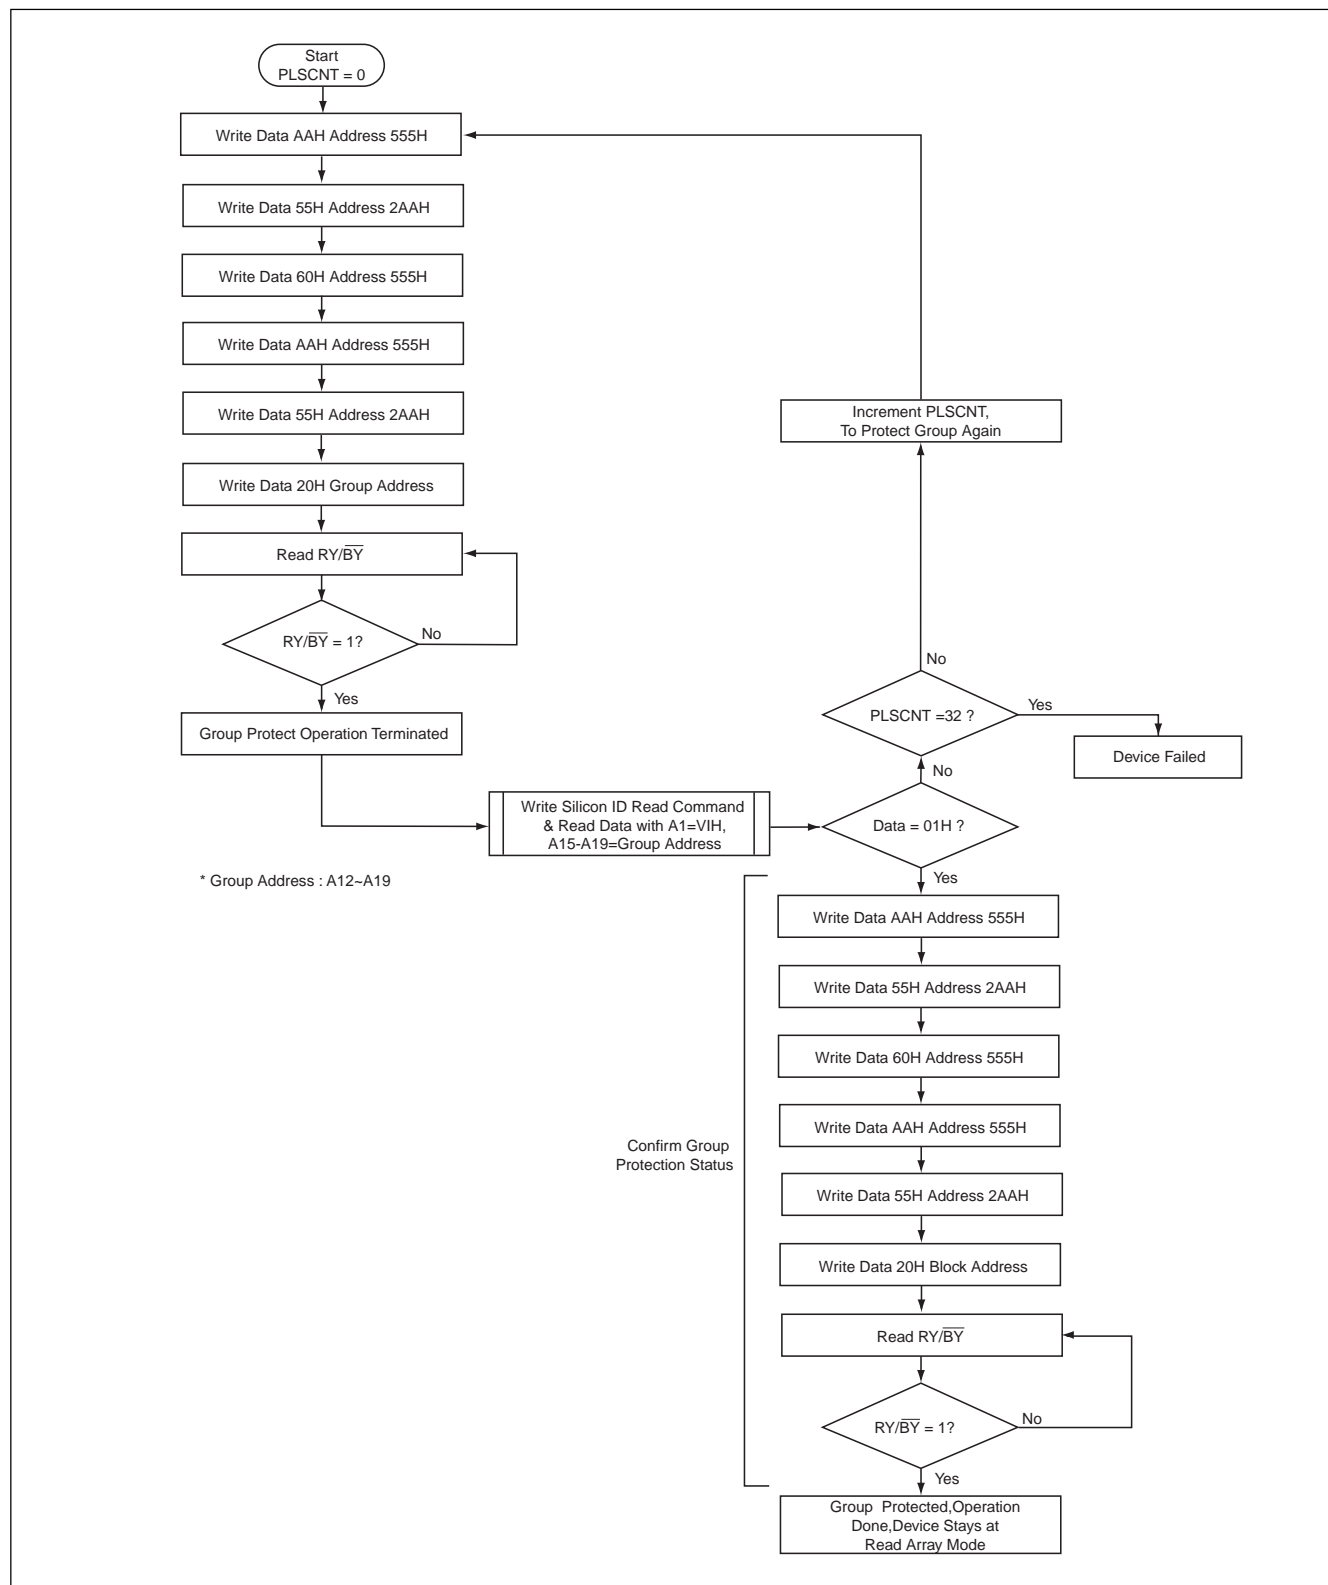 Start
PLSCNT = 0
Write Data AAH Address 555H
Write Data 55H Address 2AAH
Write Data 60H Address 555H
Write Data AAH Address 555H
Write Data 55H Address 2AAH
Write Data 20H Group Address
Read RY/B̅Y̅
RY/B̅Y̅ = 1?
No
Yes
Group Protect Operation Terminated
Write Silicon ID Read Command
& Read Data with A1=VIH,
A15-A19=Group Address
* Group Address : A12~A19
Increment PLSCNT,
To Protect Group Again
No
PLSCNT =32 ?
Yes
Device Failed
No
Data = 01H ?
Yes
Write Data AAH Address 555H
Write Data 55H Address 2AAH
Write Data 60H Address 555H
Write Data AAH Address 555H
Confirm Group
Protection Status
Write Data 55H Address 2AAH
Write Data 20H Block Address
Read RY/B̅Y̅
RY/B̅Y̅ = 1?
No
Yes
Group Protected,Operation
Done,Device Stays at
Read Array Mode